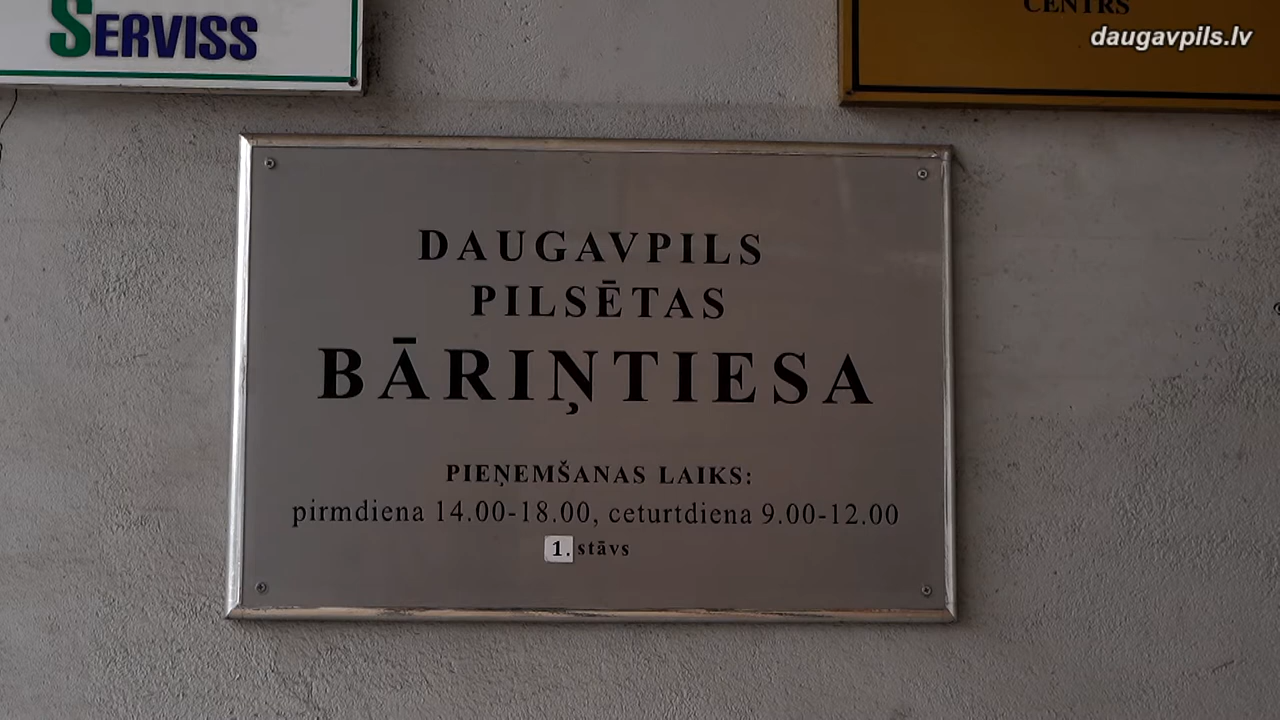 SERVISS
CENTRS
daugavpils.lv
DAUGAVPILS
PILSĒTAS
BĀRIŅTIESA
PIEŅEMŠANAS LAIKS:
pirmdiena 14.00-18.00, ceturtdiena 9.00-12.00
1. stāvs